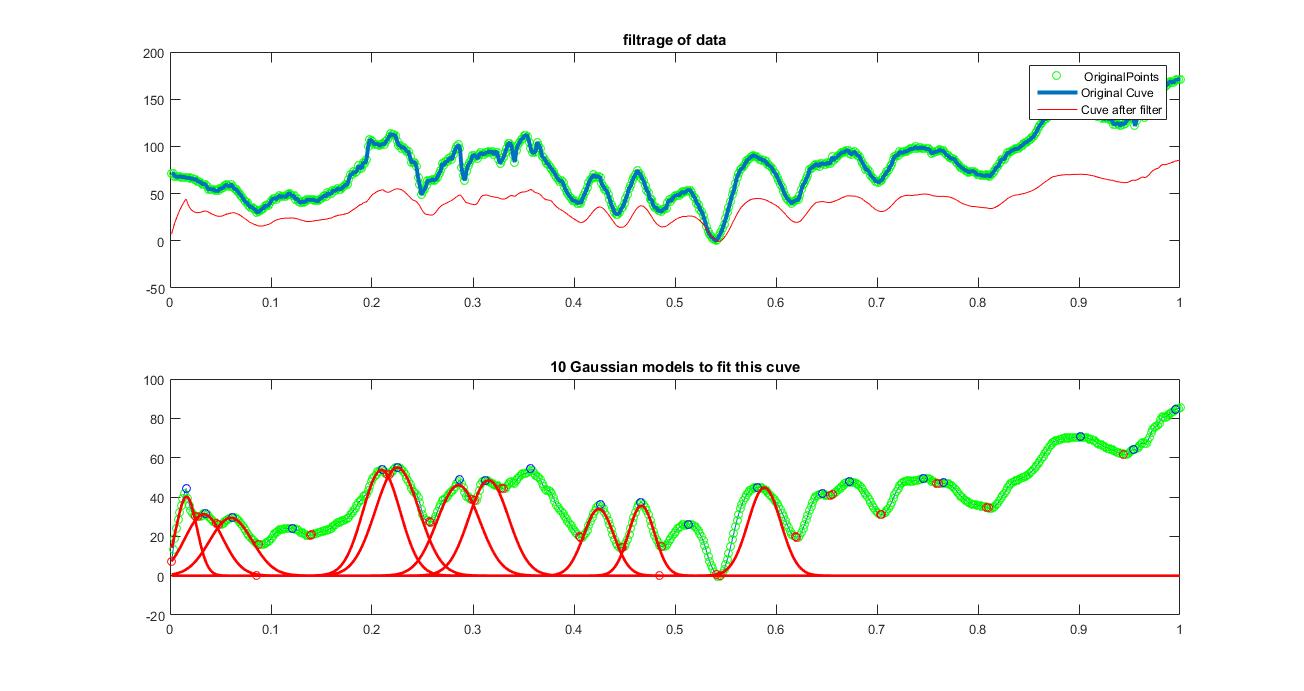 filtrage of data
200
150
100
50
0
-50
0 0.1 0.2 0.3 0.4 0.5 0.6 0.7 0.8 0.9 1
OriginalPoints
Original Cuve
Cuve after filter
10 Gaussian models to fit this cuve
100
80
60
40
20
0
-20
0 0.1 0.2 0.3 0.4 0.5 0.6 0.7 0.8 0.9 1